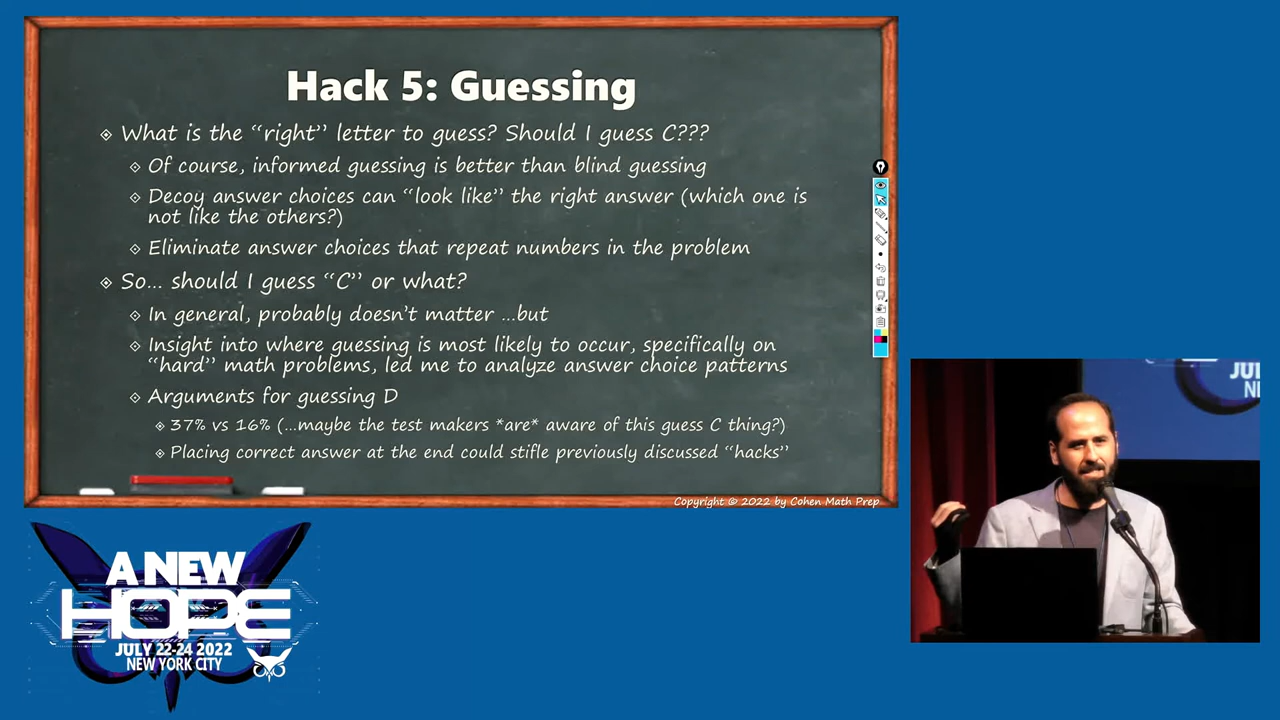 Hack 5: Guessing
What is the “right” letter to guess? Should I guess C???
Of course, informed guessing is better than blind guessing
Decoy answer choices can “look like” the right answer (which one is
not like the others?)
Eliminate answer choices that repeat numbers in the problem
So... should I guess “C” or what?
In general, probably doesn’t matter ...but
Insight into where guessing is most likely to occur, specifically on
“hard” math problems, led me to analyze answer choice patterns
Arguments for guessing D
37% vs 16% (...maybe the test makers *are* aware of this guess C thing?)
Placing correct answer at the end could stifle previously discussed “hacks”
Copyright © 2022 by Cohen Math Prep
A NEW
HOPE
JULY 22-24 2022
NEW YORK CITY